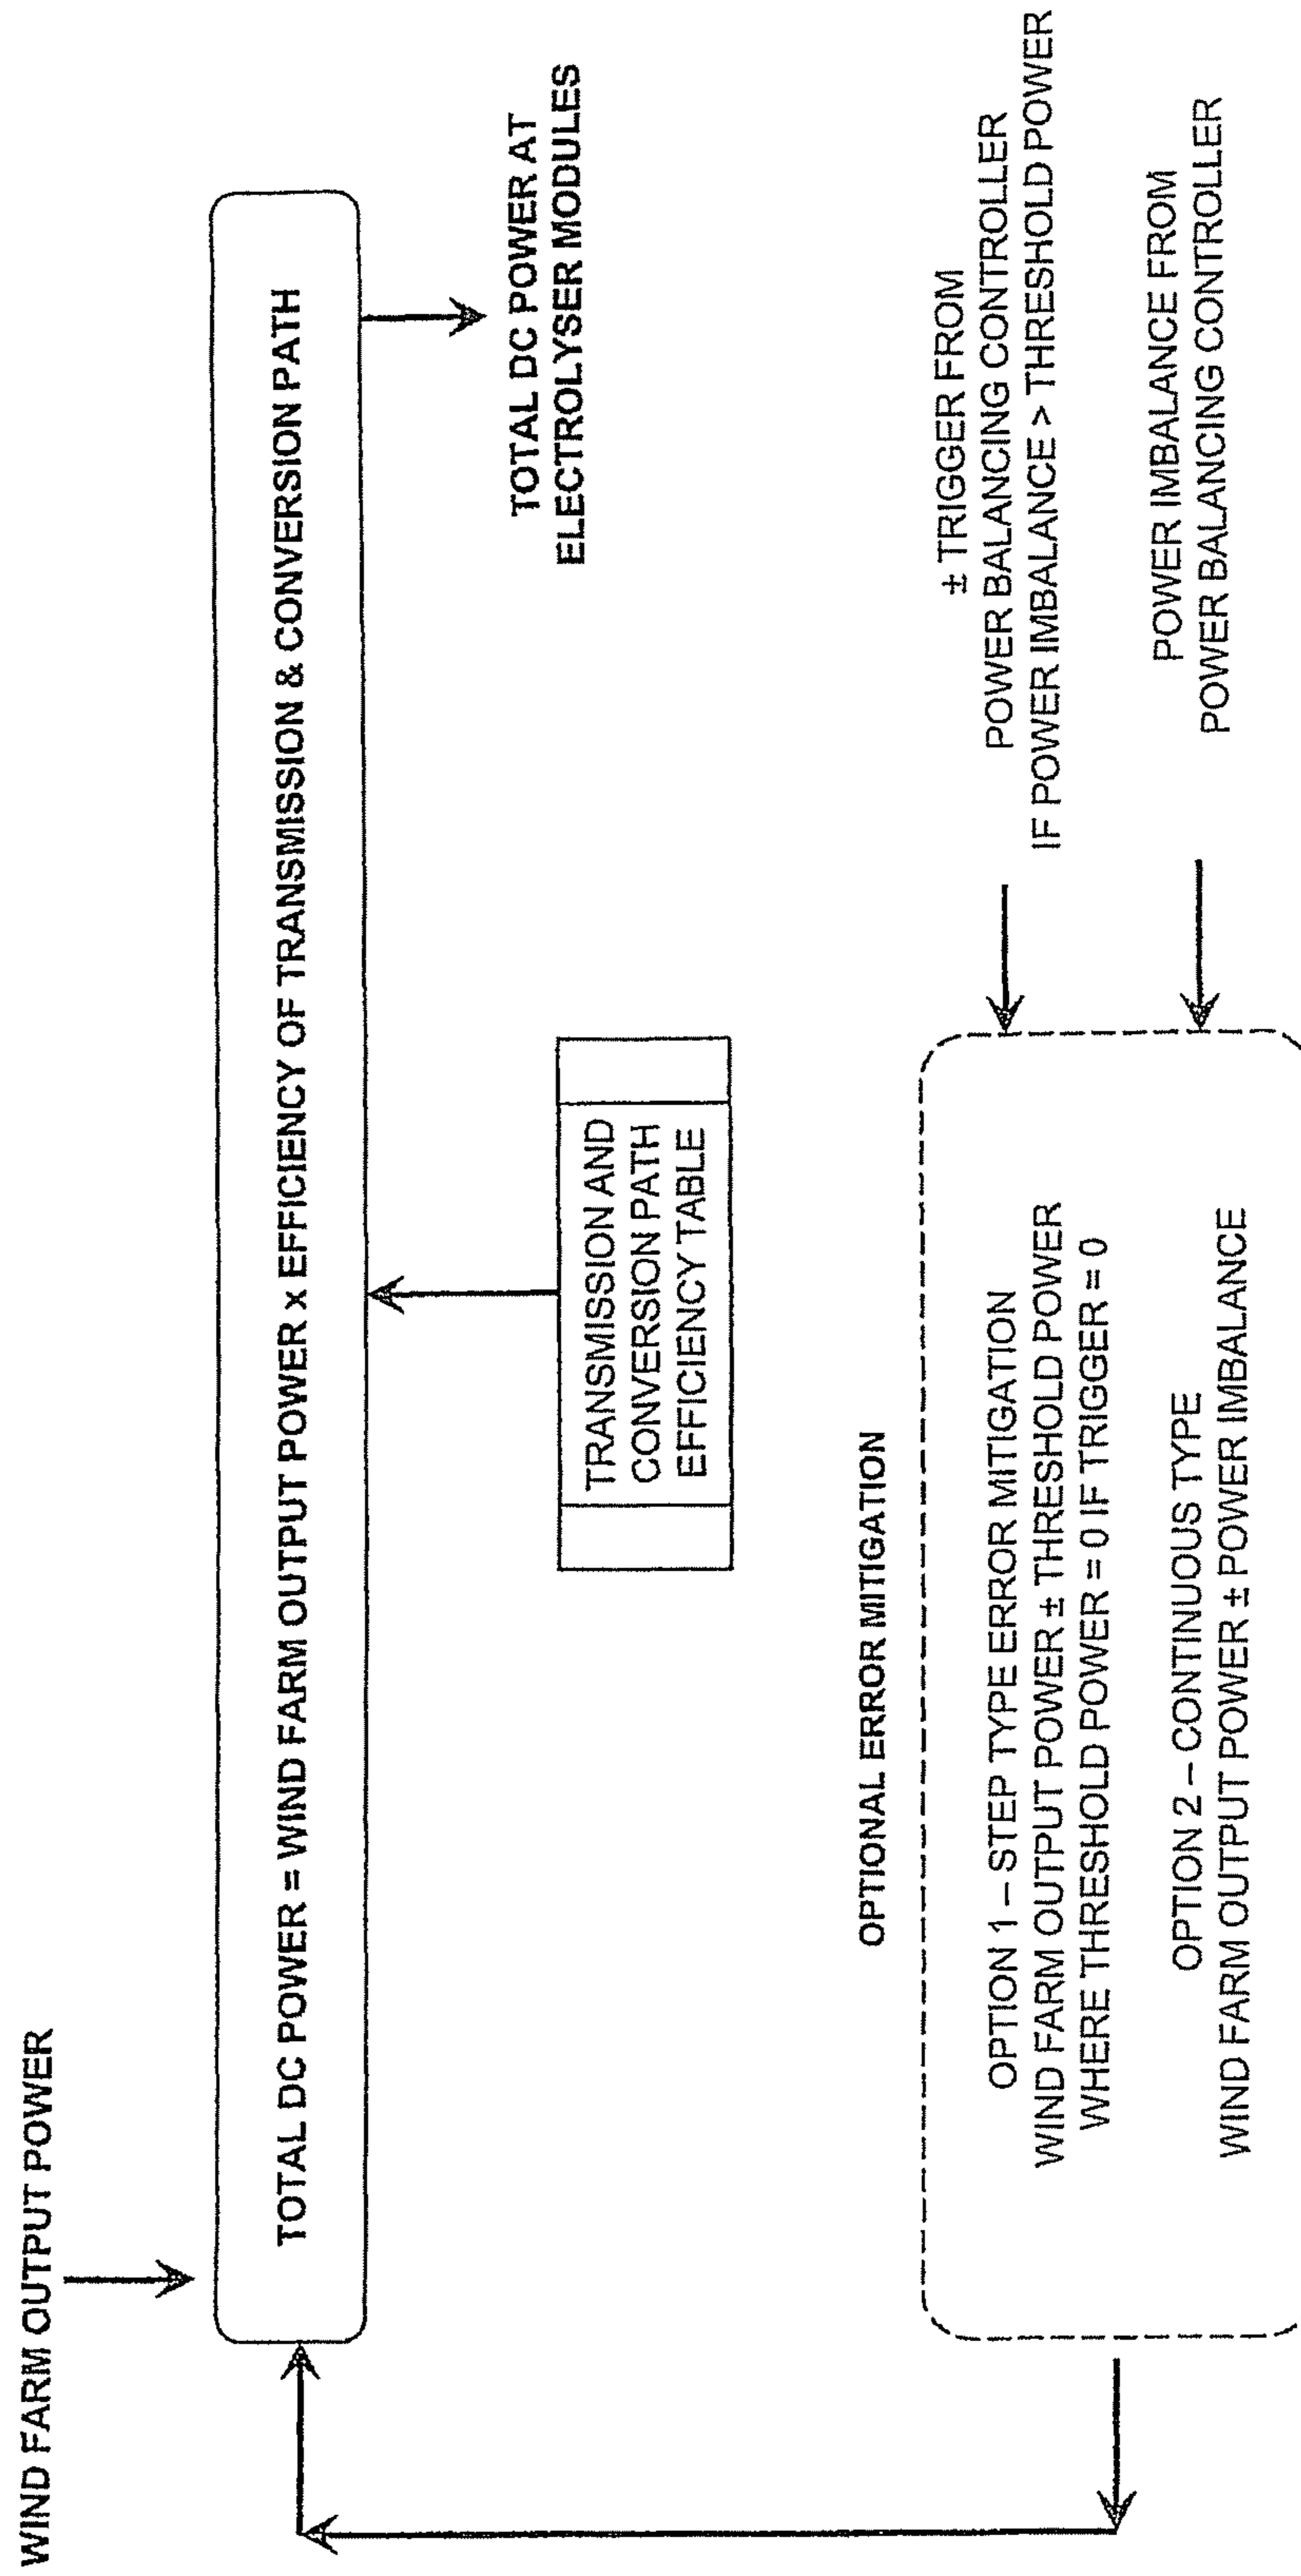 WIND FARM OUTPUT POWER
TOTAL DC POWER = WIND FARM OUTPUT POWER x EFFICIENCY OF TRANSMISSION & CONVERSION PATH
TOTAL DC POWER AT
ELECTROLYSER MODULES
TRANSMISSION AND
CONVERSION PATH
EFFICIENCY TABLE
OPTIONAL ERROR MITIGATION
OPTION 1 – STEP TYPE ERROR MITIGATION
WIND FARM OUTPUT POWER ± THRESHOLD POWER
WHERE THRESHOLD POWER = 0 IF TRIGGER = 0
OPTION 2 – CONTINUOUS TYPE
WIND FARM OUTPUT POWER ± POWER IMBALANCE
± TRIGGER FROM
POWER BALANCING CONTROLLER
IF POWER IMBALANCE > THRESHOLD POWER
POWER IMBALANCE FROM
POWER BALANCING CONTROLLER